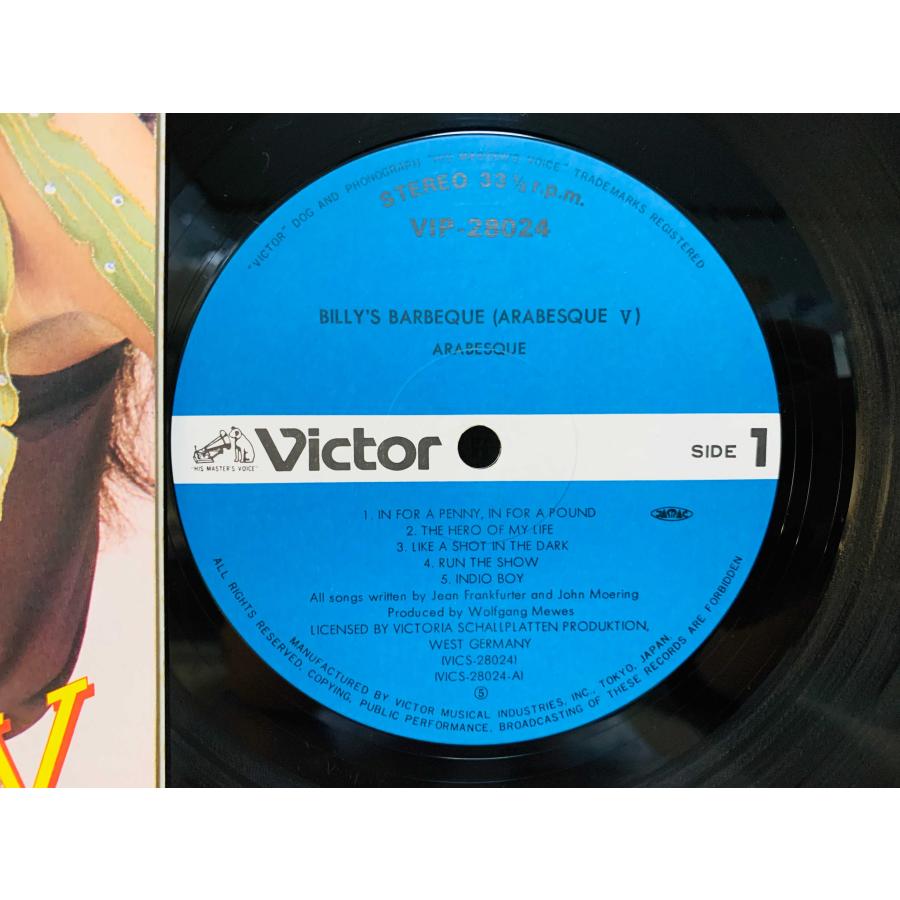 "VICTOR" DOG AND PHONOGRAPH "HIS MASTER'S VOICE" TRADEMARKS REGISTERED
STEREO 33 ⅓ r.p.m.
VIP-28024
BILLY'S BARBEQUE (ARABESQUE V)
ARABESQUE
"HIS MASTER'S VOICE"
Victor
SIDE 1
1. IN FOR A PENNY, IN FOR A POUND
2. THE HERO OF MY LIFE
3. LIKE A SHOT IN THE DARK
4. RUN THE SHOW
5. INDIO BOY
JASRAC
All songs written by Jean Frankfurter and John Moering
Produced by Wolfgang Mewes
LICENSED BY VICTORIA SCHALLPLATTEN PRODUKTION,
WEST GERMANY
(VICS-28024)
(VICS-28024-A)
⑤
MANUFACTURED BY VICTOR MUSICAL INDUSTRIES, INC., TOKYO, JAPAN.
ALL RIGHTS RESERVED. COPYING, PUBLIC PERFORMANCE, BROADCASTING OF THESE RECORDS ARE FORBIDDEN
V